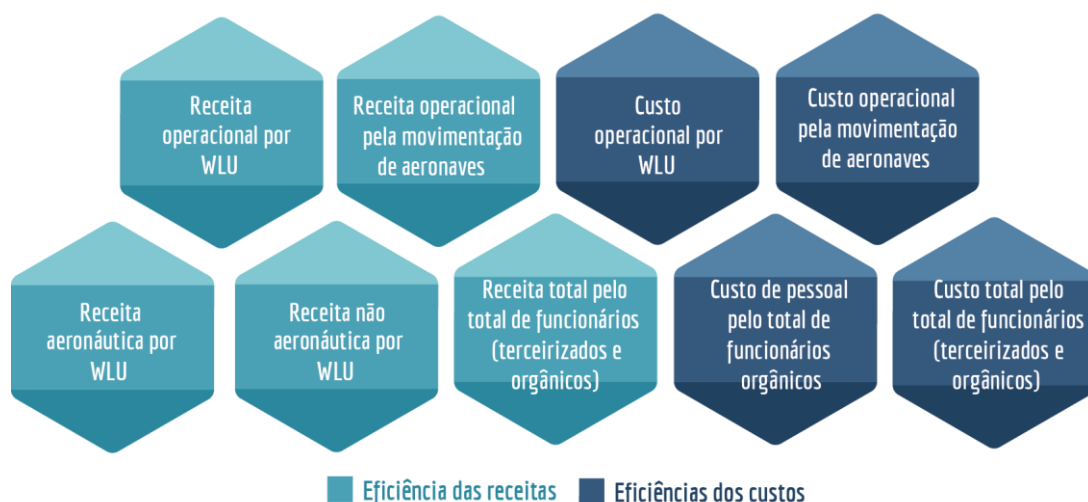 Receita
operacional por
WLU
Receita operacional
pela movimentação
de aeronaves
Custo
operacional por
WLU
Custo operacional
pela movimentação
de aeronaves
Receita
aeronáutica por
WLU
Receita não
aeronáutica por
WLU
Receita total pelo
total de funcionários
(terceirizados e
orgânicos)
Custo de pessoal
pelo total de
funcionários
orgânicos
Custo total pelo
total de funcionários
(terceirizados e
orgânicos)
Eficiência das receitas
Eficiências dos custos